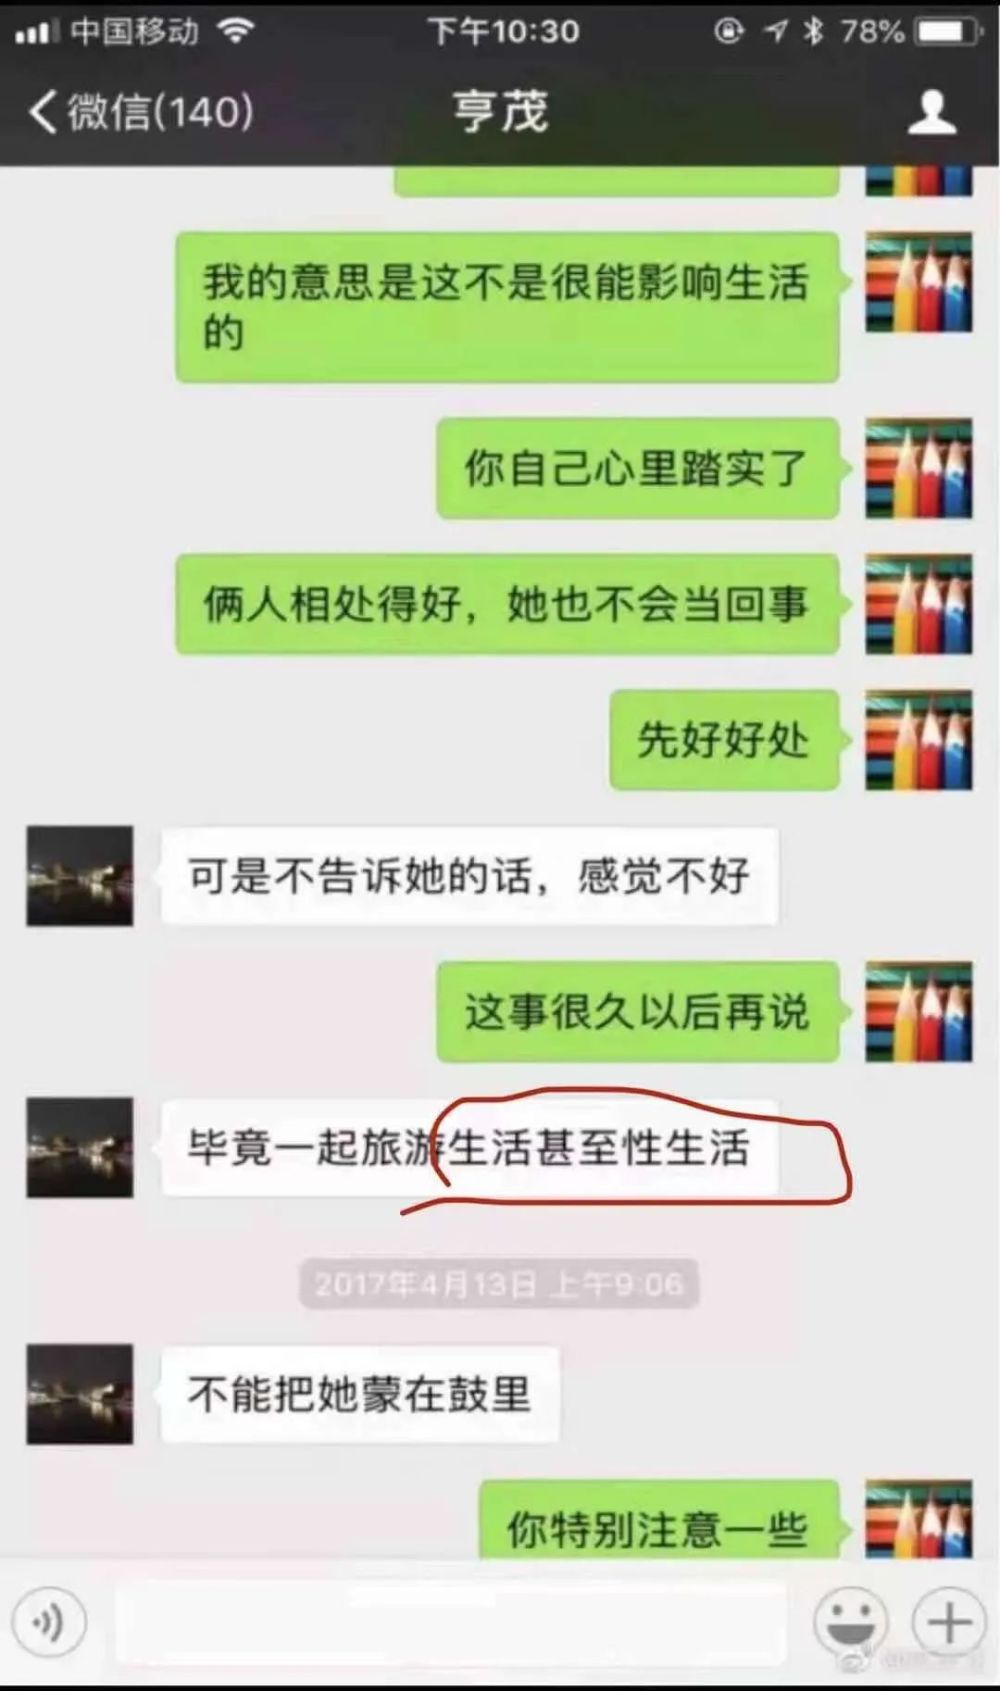 中国移动
下午10:30
78%
微信(140)
亨茂
我的意思是这不是很能影响生活
的
你自己心里踏实了
俩人相处得好，她也不会当回事
先好好处
可是不告诉她的话，感觉不好
这事很久以后再说
毕竟一起旅游生活甚至性生活
2017年4月13日 上午9:06
不能把她蒙在鼓里
你特别注意一些